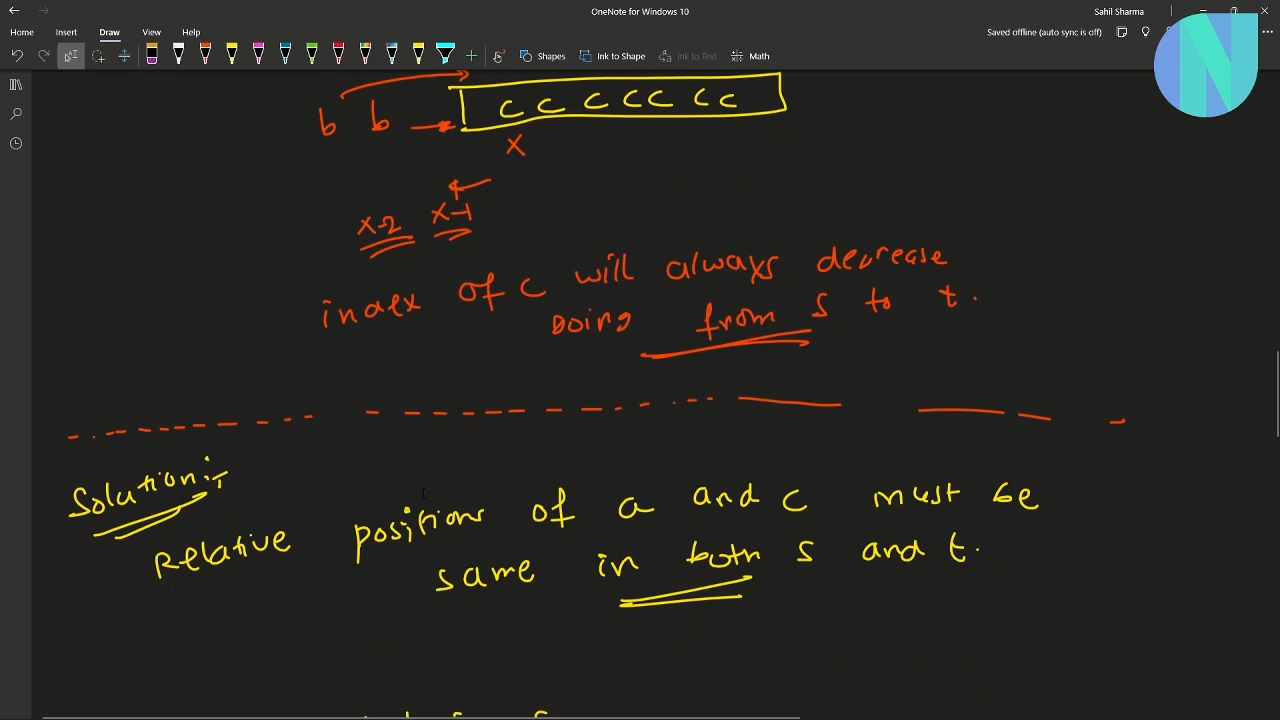 OneNote for Windows 10
Sahil Sharma
Home Insert Draw View Help
Saved offline (auto sync is off)
Shapes Ink to Shape Ink to Text Math
b b c c c c c c c
x
x-2 x-1
index of c will always decrease
going from s to t.
Solution:-
Relative positions of a and c must be
same in both s and t.